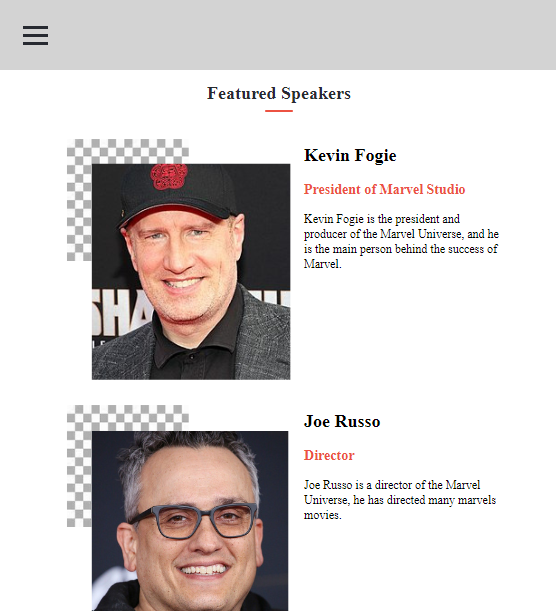 Featured Speakers
Kevin Fogie
President of Marvel Studio
Kevin Fogie is the president and
producer of the Marvel Universe, and he
is the main person behind the success of
Marvel.
SHA
Joe Russo
Director
Joe Russo is a director of the Marvel
Universe, he has directed many marvels
movies.